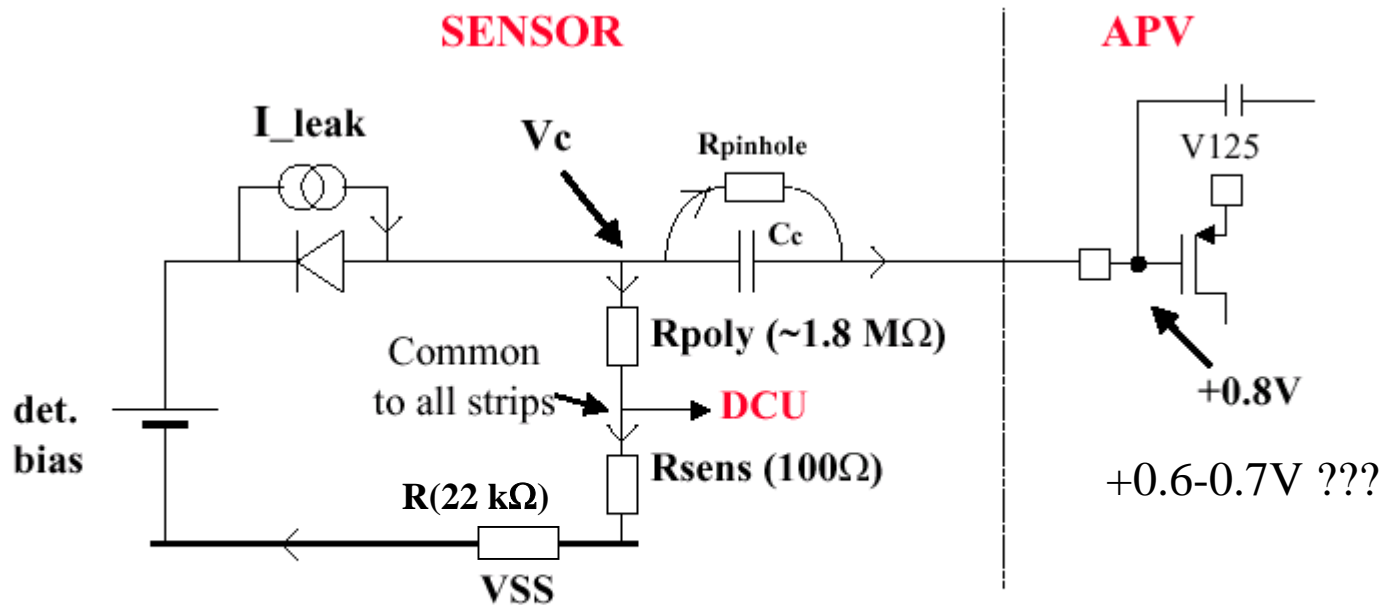 SENSOR
APV
I_leak
Vc
Rpinhole
V125
Cc
Rpoly (~1.8 MΩ)
Common
to all strips
DCU
+0.8V
det.
bias
Rsens (100Ω)
+0.6-0.7V ???
R(22 kΩ)
VSS